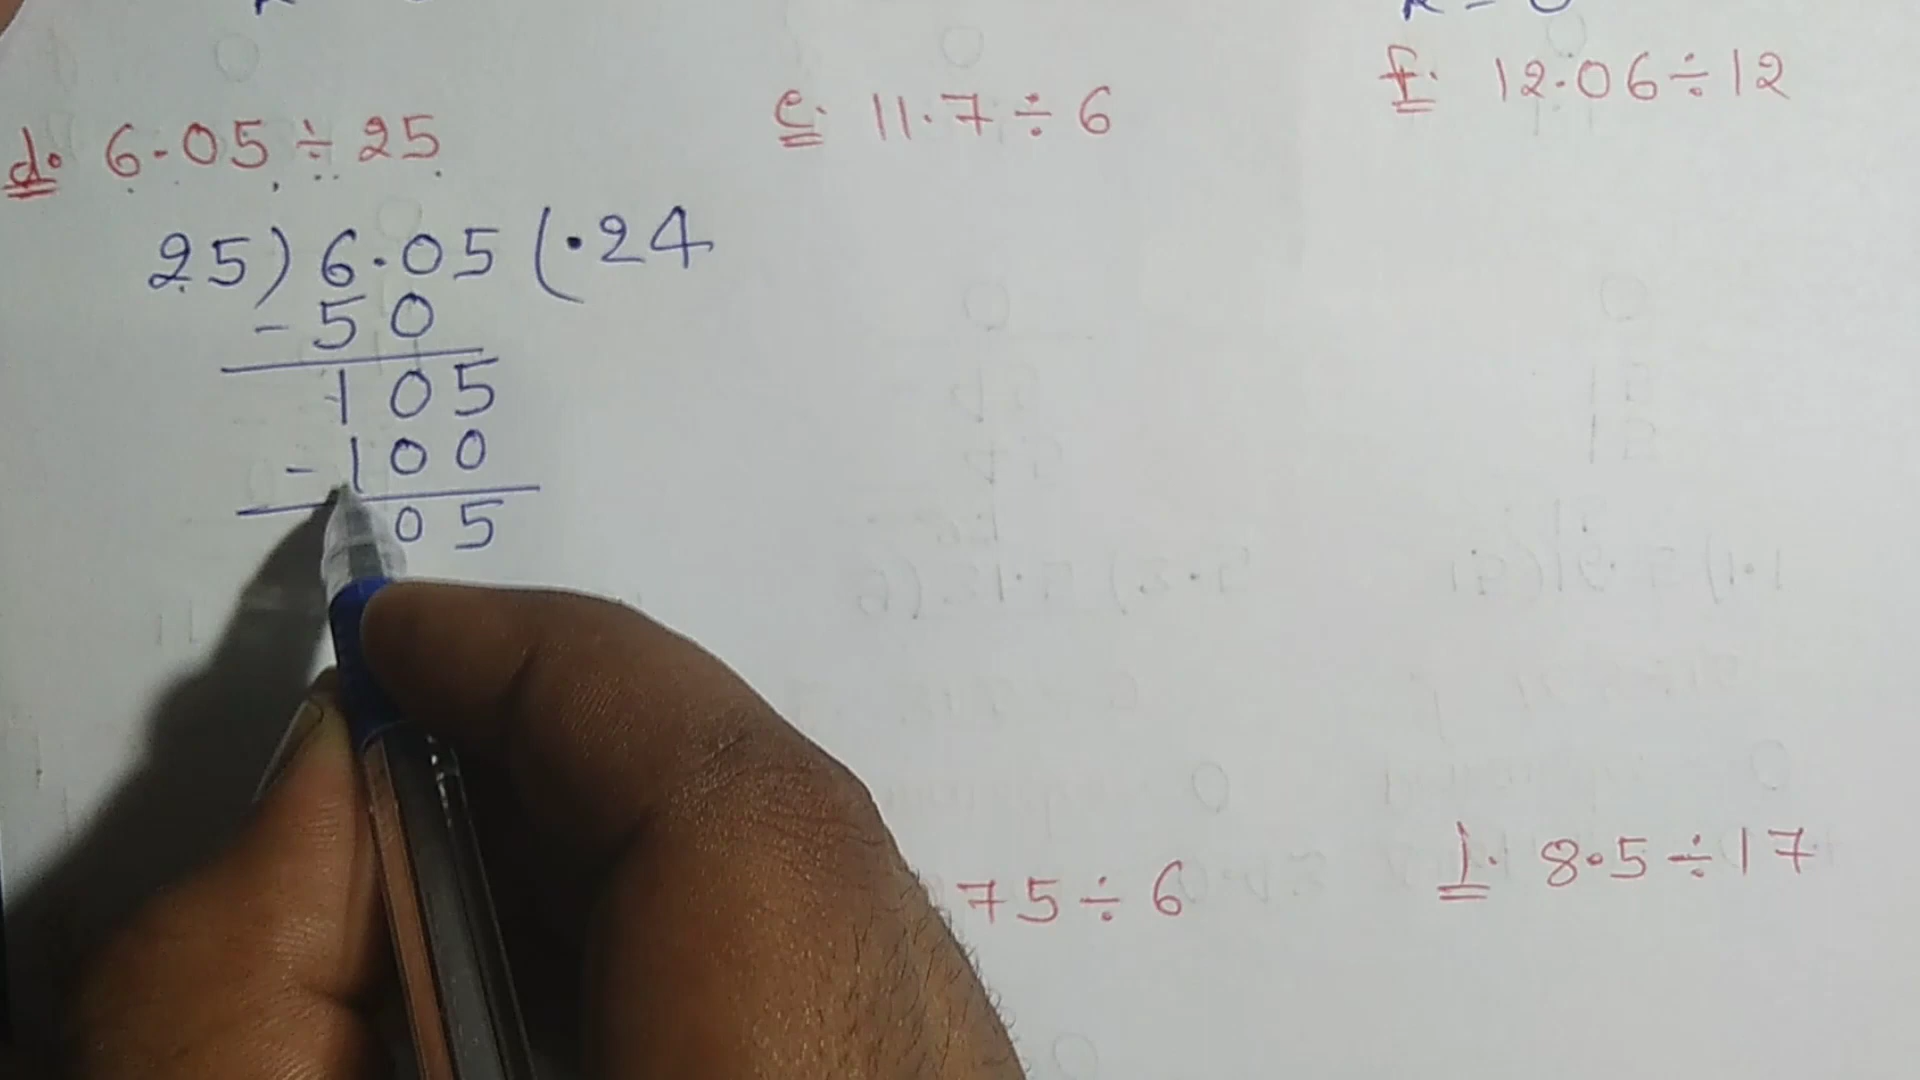 d. 6.05 ÷ 25
25) 6.05 (.24
- 50
105
- 100
05
e. 11.7 ÷ 6
f. 12.06 ÷ 12
75 ÷ 6
j. 8.5 ÷ 17